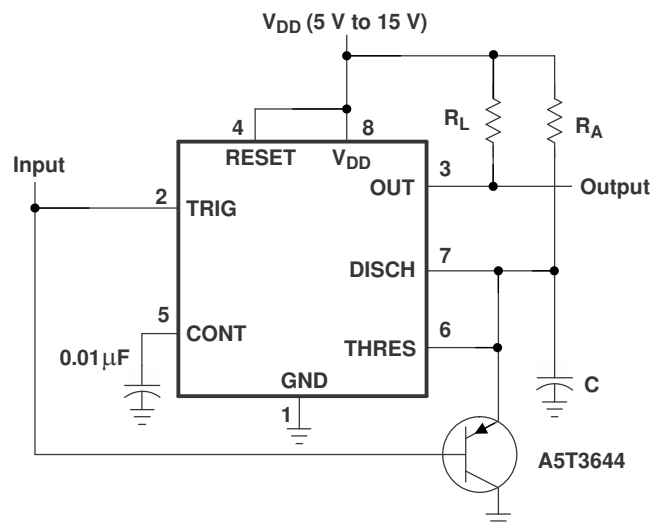 VDD (5 V to 15 V)
4
8
RL
RA
RESET
VDD
Input
3
OUT
Output
2
TRIG
7
DISCH
5
CONT
6
THRES
0.01μF
GND
1
C
A5T3644